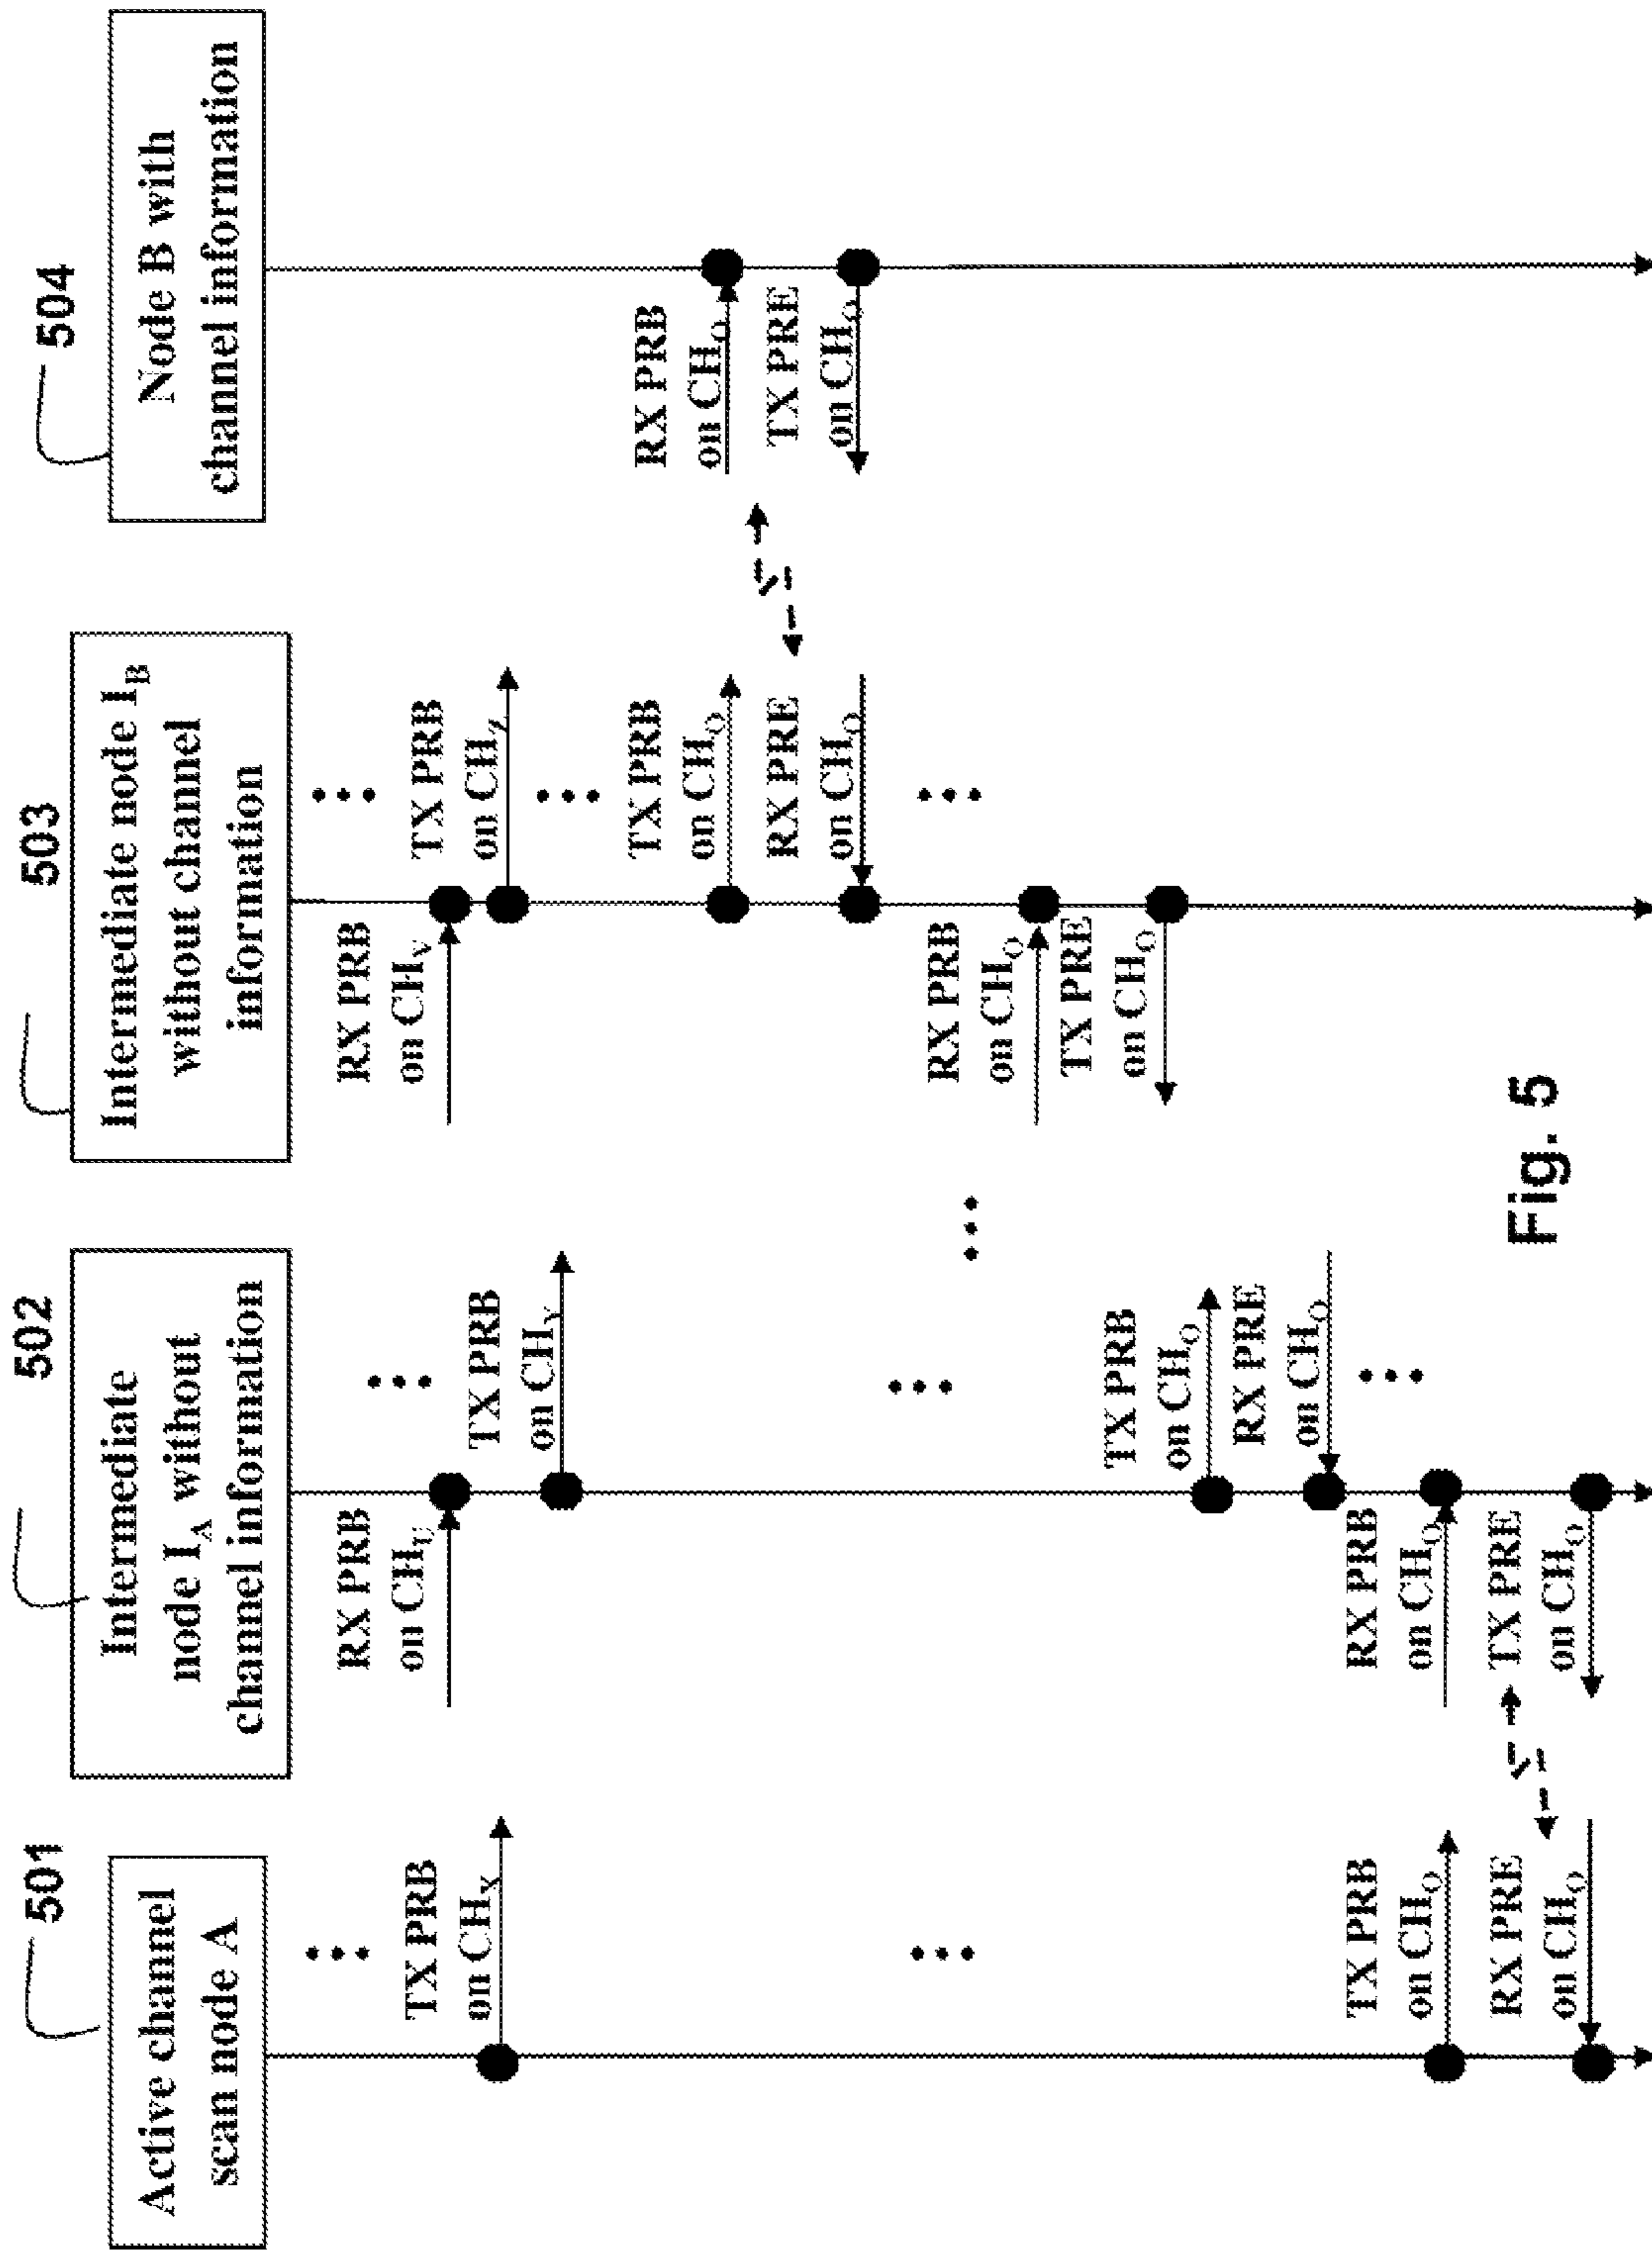 501
Active channel
scan node A
TX PRB
on CH_X
TX PRB
on CH_O
RX PRE
on CH_O
502
Intermediate
node I_A without
channel information
RX PRB
on CH_U
TX PRB
on CH_Y
TX PRB
on CH_O
RX PRE
on CH_O
RX PRB
on CH_O
TX PRE
on CH_O
503
Intermediate node I_B
without channel
information
RX PRB
on CH_V
TX PRB
on CH_Z
TX PRB
on CH_O
RX PRE
on CH_O
RX PRB
on CH_O
TX PRE
on CH_O
504
Node B with
channel information
RX PRB
on CH_O
TX PRE
on CH_O
Fig. 5